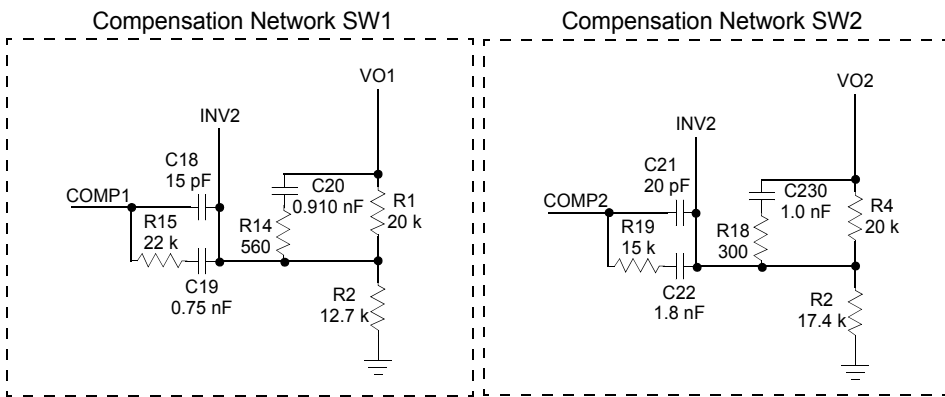 Compensation Network SW1
VO1
INV2
C18
15 pF
COMP1
C20
0.910 nF
R1
20 k
R15
22 k
R14
560
C19
0.75 nF
R2
12.7 k
Compensation Network SW2
VO2
INV2
C21
20 pF
COMP2
C230
1.0 nF
R4
20 k
R19
15 k
R18
300
C22
1.8 nF
R2
17.4 k